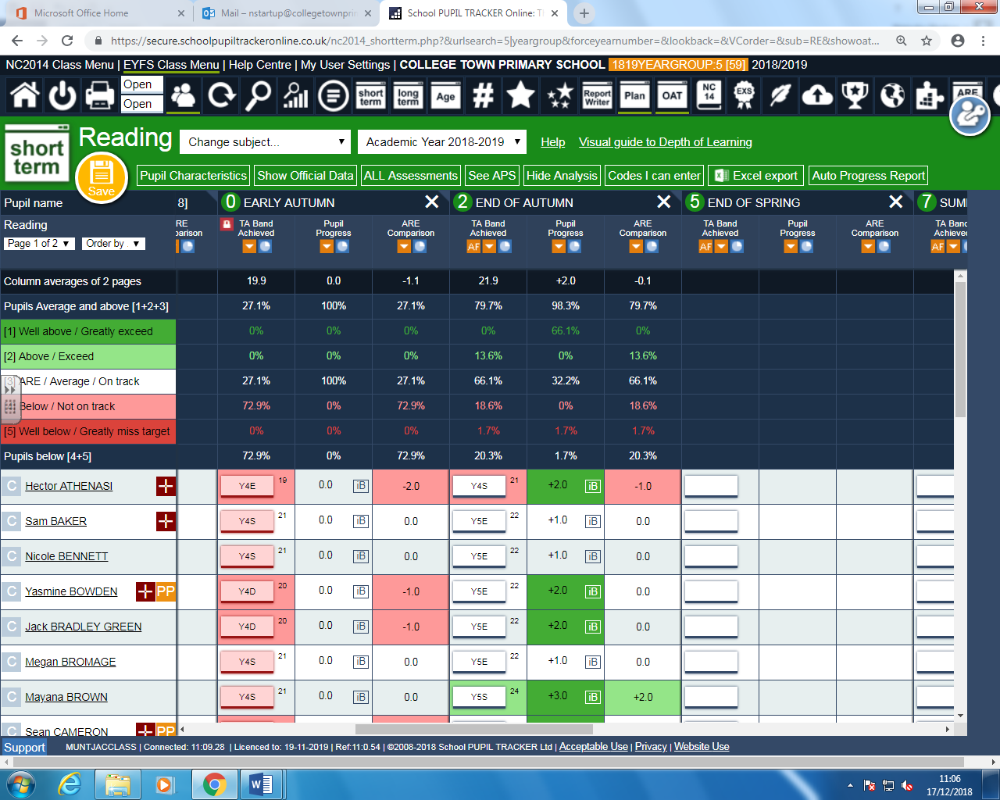 Microsoft Office Home
Mail – nstartup@collegetownprim
School PUPIL TRACKER Online: T
https://secure.schoolpupiltrackeronline.co.uk/nc2014_shortterm.php?&urlsearch=5|yeargroup&forceyearnumber=&lookback=&VCorder=&sub=RE&showoat...
NC2014 Class Menu | EYFS Class Menu | Help Centre | My User Settings | COLLEGE TOWN PRIMARY SCHOOL 1819YEARGROUP:5 [59] 2018/2019
Open
Open
short term
long term
Age
#
Report Writer
Plan
OAT
NC 14
EXS
ARE
short term
Reading
Change subject...
Academic Year 2018-2019
Help
Visual guide to Depth of Learning
Save
Pupil Characteristics
Show Official Data
ALL Assessments
See APS
Hide Analysis
Codes I can enter
Excel export
Auto Progress Report
Pupil name 8] 0 EARLY AUTUMN 2 END OF AUTUMN 5 END OF SPRING 7 SUM
Reading
Page 1 of 2
Order by
RE parison
TA Band Achieved
Pupil Progress
ARE Comparison
TA Band Achieved
AF
Pupil Progress
ARE Comparison
TA Band Achieved
AF
Pupil Progress
ARE Comparison
TA Band Achieved
AF
Column averages of 2 pages 19.9 0.0 -1.1 21.9 +2.0 -0.1
Pupils Average and above [1+2+3] 27.1% 100% 27.1% 79.7% 98.3% 79.7%
[1] Well above / Greatly exceed 0% 0% 0% 0% 66.1% 0%
[2] Above / Exceed 0% 0% 0% 13.6% 0% 13.6%
[3] ARE / Average / On track 27.1% 100% 27.1% 66.1% 32.2% 66.1%
Below / Not on track 72.9% 0% 72.9% 18.6% 0% 18.6%
[5] Well below / Greatly miss target 0% 0% 0% 1.7% 1.7% 1.7%
Pupils below [4+5] 72.9% 0% 72.9% 20.3% 1.7% 20.3%
C Hector ATHENASI Y4E 19 0.0 iB -2.0 Y4S 21 +2.0 iB -1.0
C Sam BAKER Y4S 21 0.0 iB 0.0 Y5E 22 +1.0 iB 0.0
C Nicole BENNETT Y4S 21 0.0 iB 0.0 Y5E 22 +1.0 iB 0.0
C Yasmine BOWDEN PP Y4D 20 0.0 iB -1.0 Y5E 22 +2.0 iB 0.0
C Jack BRADLEY GREEN Y4D 20 0.0 iB -1.0 Y5E 22 +2.0 iB 0.0
C Megan BROMAGE Y4S 21 0.0 iB 0.0 Y5E 22 +1.0 iB 0.0
C Mayana BROWN Y4S 21 0.0 iB 0.0 Y5S 24 +3.0 iB +2.0
C Sean CAMERON PP
Support MUNTJACCLASS | Connected: 11:09.28 | Licenced to: 19-11-2019 | Ref:11:0.54 | ©2008-2018 School PUPIL TRACKER Ltd | Acceptable Use | Privacy | Website Use
11:06
17/12/2018